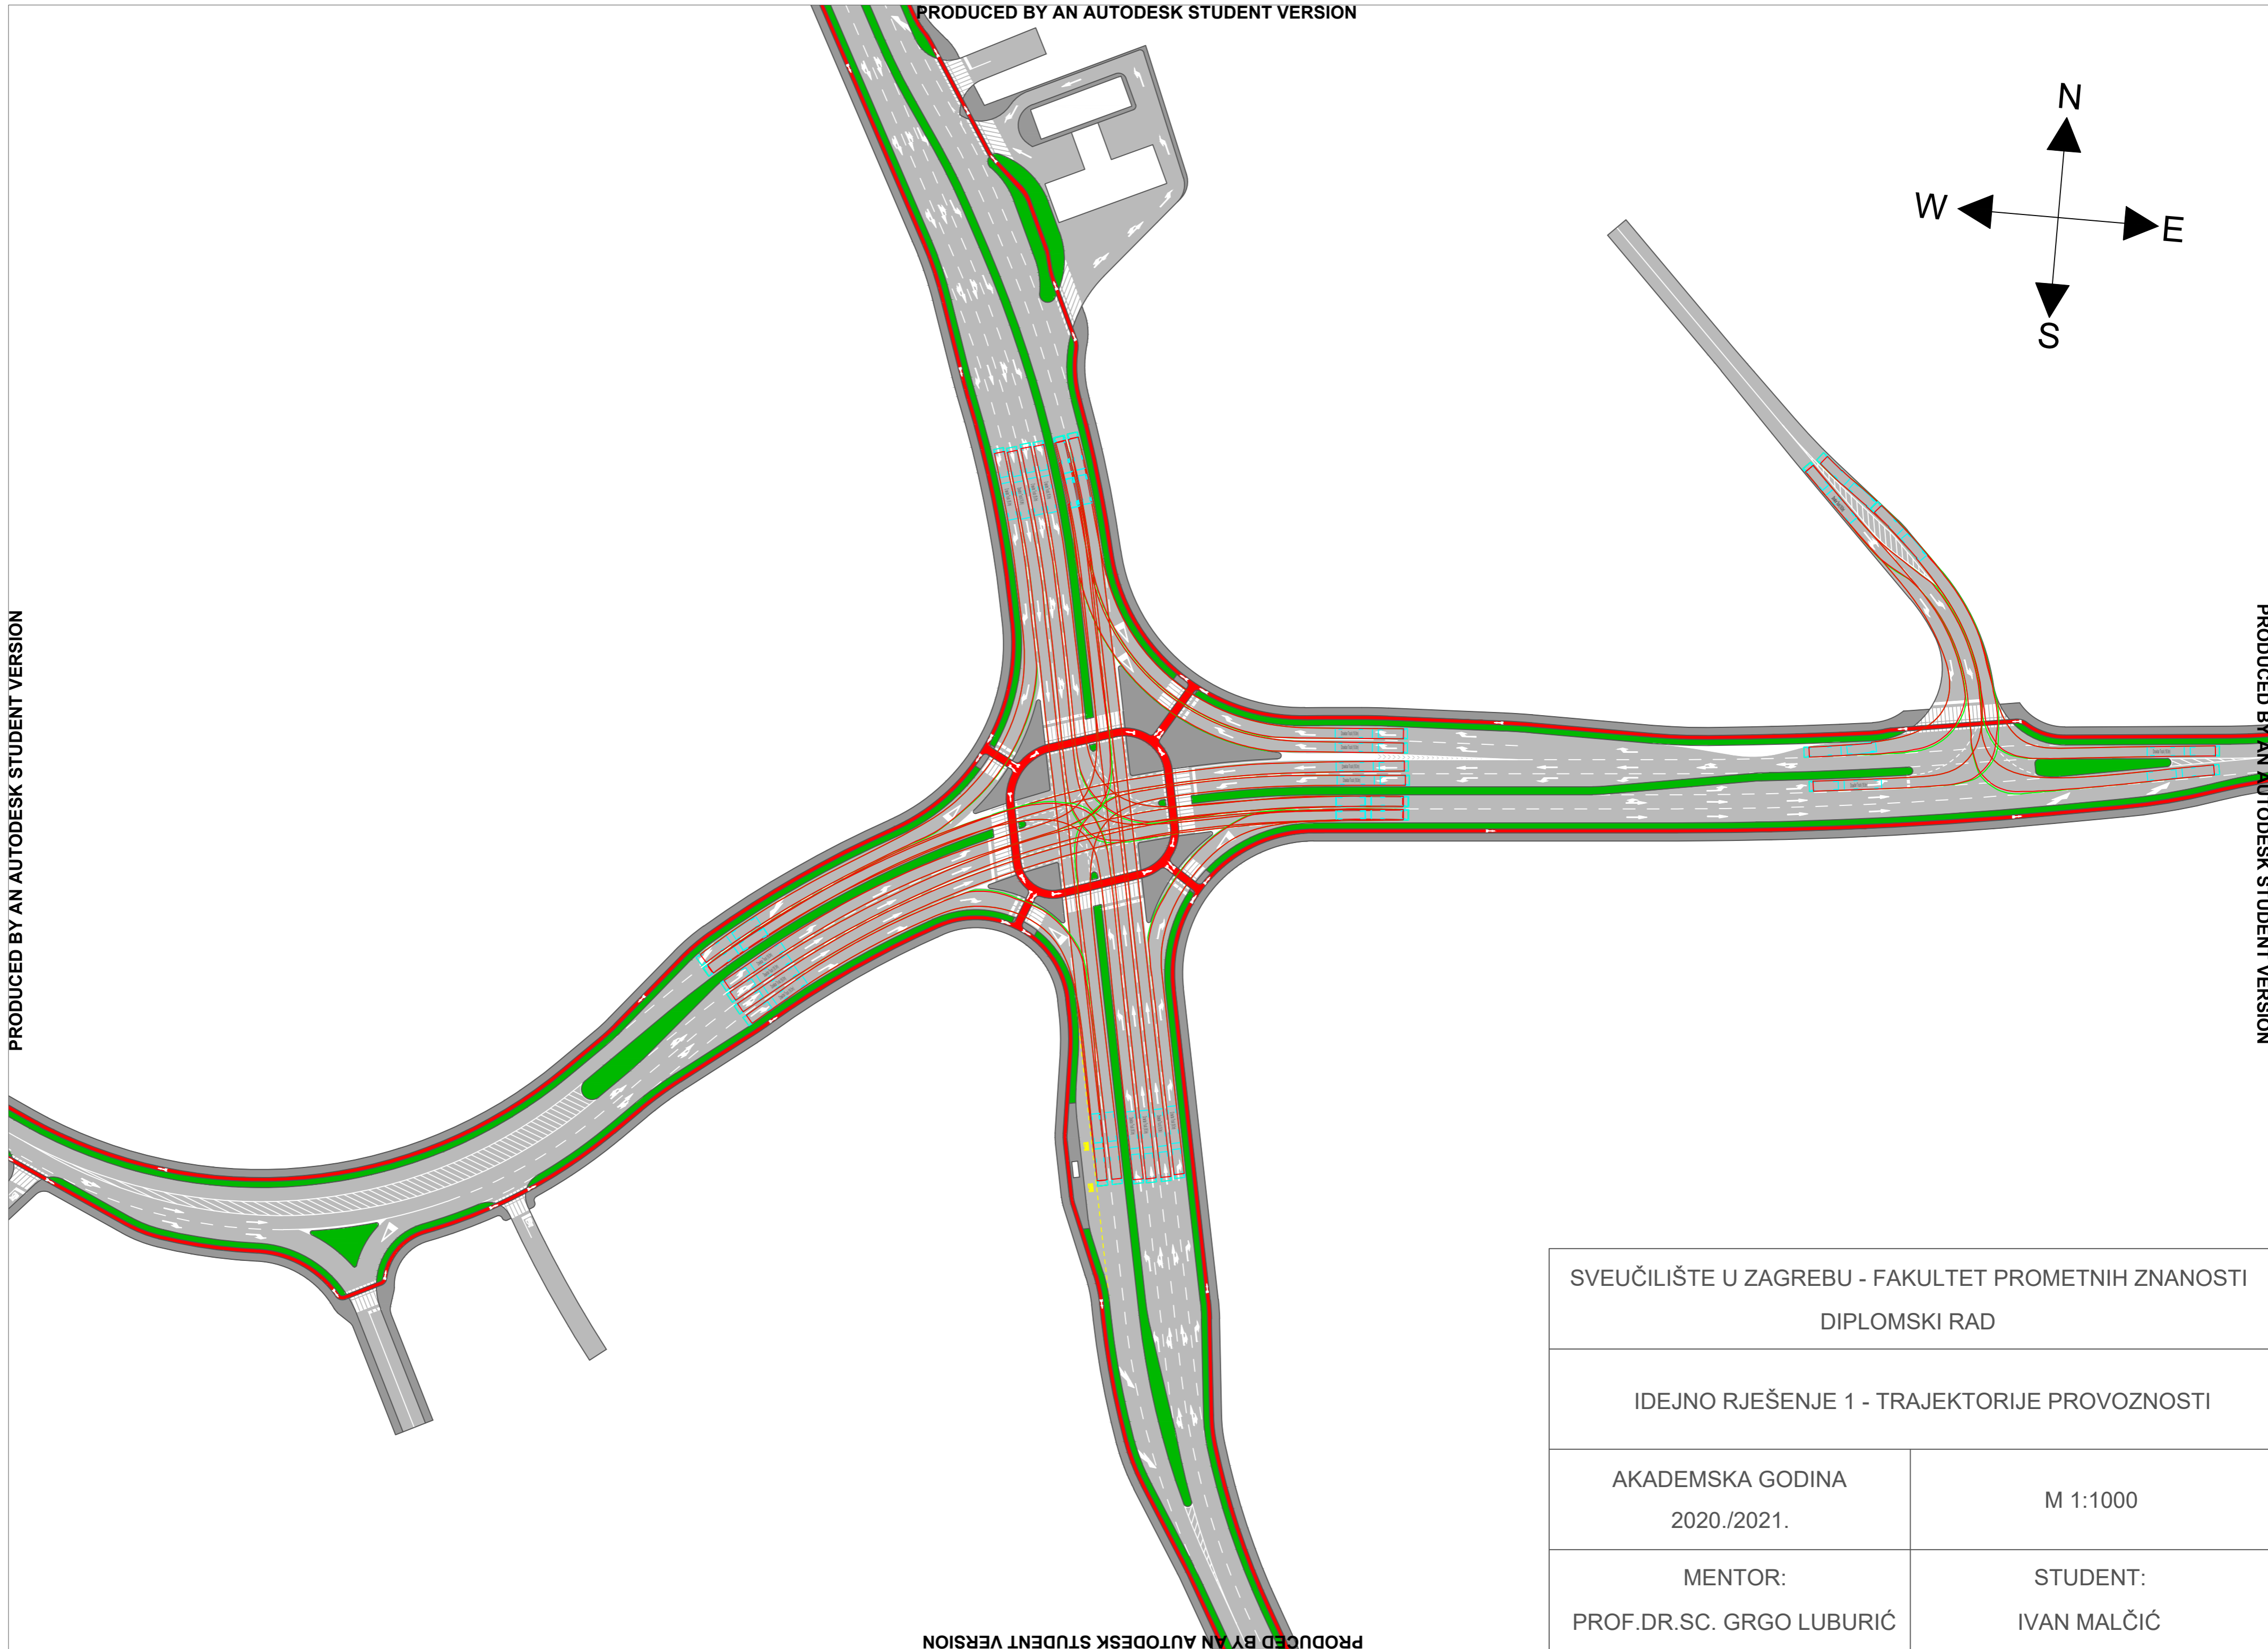 PRODUCED BY AN AUTODESK STUDENT VERSION
N
W
E
S
PRODUCED BY AN AUTODESK STUDENT VERSION
PRODUCED BY AN AUTODESK STUDENT VERSION
SVEUČILIŠTE U ZAGREBU - FAKULTET PROMETNIH ZNANOSTI
DIPLOMSKI RAD
IDEJNO RJEŠENJE 1 - TRAJEKTORIJE PROVOZNOSTI
AKADEMSKA GODINA
2020./2021.
M 1:1000
MENTOR:
PROF.DR.SC. GRGO LUBURIĆ
STUDENT:
IVAN MALČIĆ
PRODUCED BY AN AUTODESK STUDENT VERSION